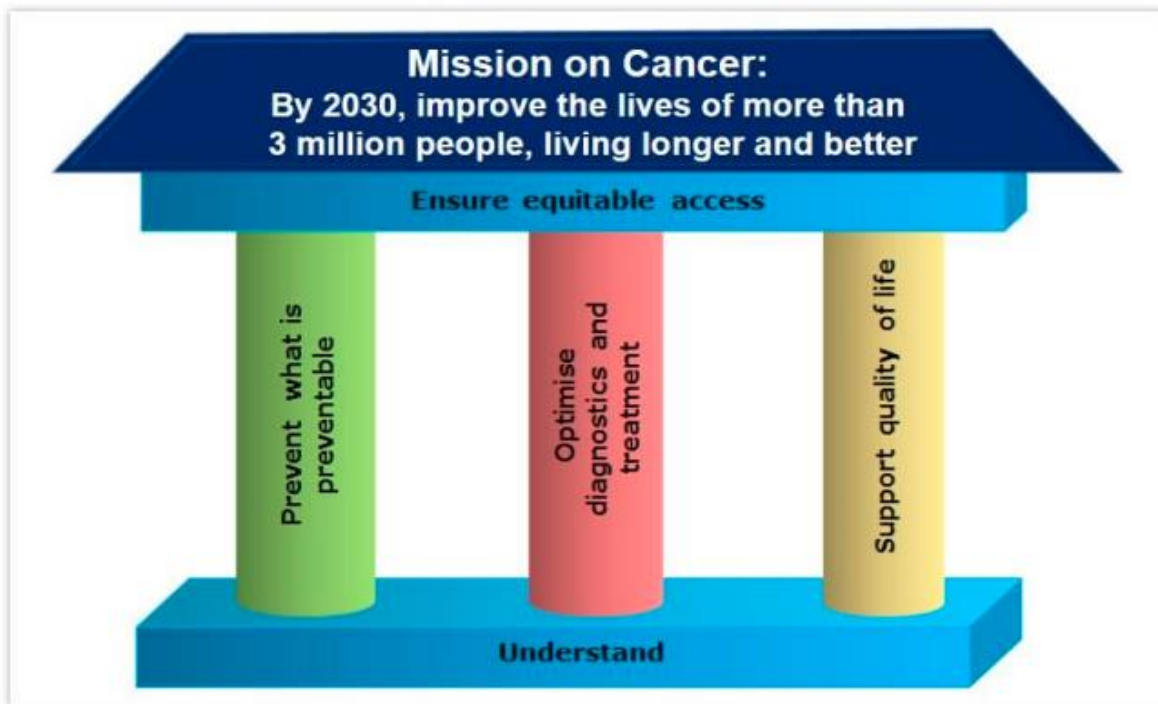 Mission on Cancer:
By 2030, improve the lives of more than
3 million people, living longer and better
Ensure equitable access
Prevent what is
preventable
Optimise
diagnostics and
treatment
Support quality of life
Understand